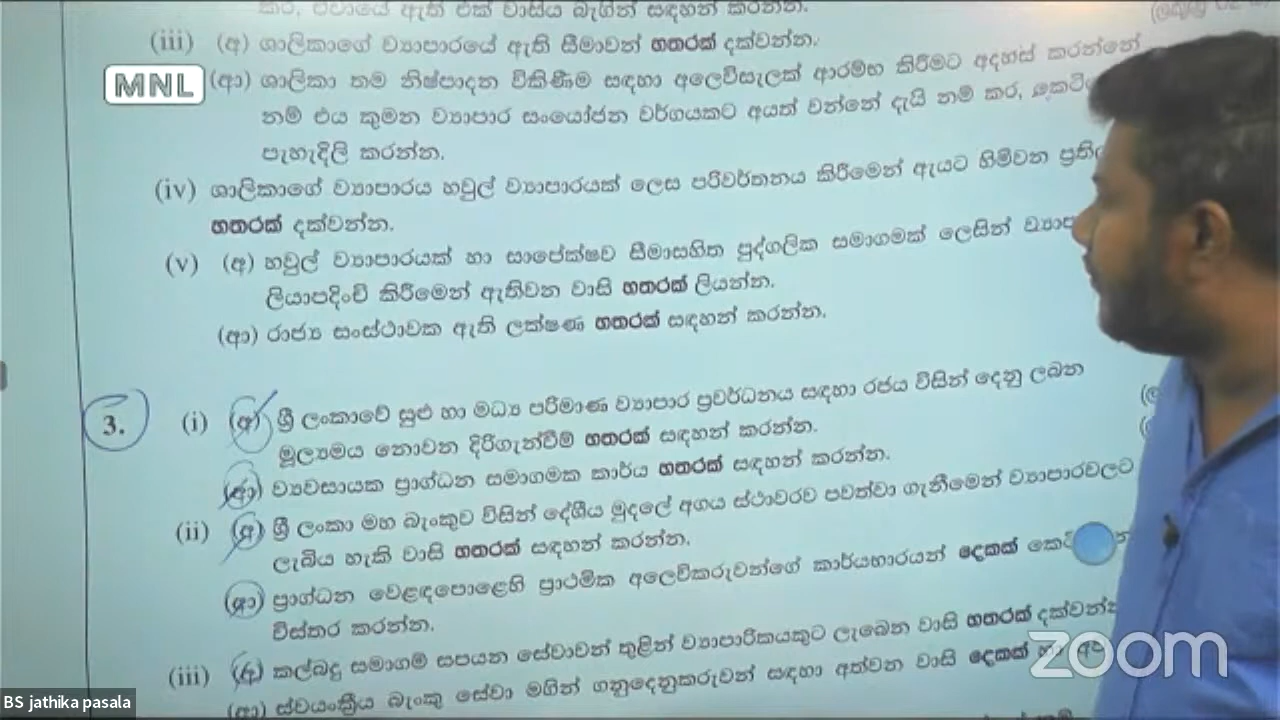 කර, එවායේ ඇති එක් වාසිය බැගින් සඳහන් කරන්න.
(iii) (අ) ශාලිකාගේ ව්‍යාපාරයේ ඇති සීමාවන් හතරක් දක්වන්න.
MNL
(ආ) ශාලිකා තම නිෂ්පාදන විකිණීම සඳහා අලෙවිසැලක් ආරම්භ කිරීමට අදහස් කරන්නේ
නම් එය කුමන ව්‍යාපාර සංයෝජන වර්ගයකට අයත් වන්නේ දැයි නම් කර,
පැහැදිලි කරන්න.
(iv) ශාලිකාගේ ව්‍යාපාරය හවුල් ව්‍යාපාරයක් ලෙස පරිවර්තනය කිරීමෙන් ඇයට හිමිවන
හතරක් දක්වන්න.
(v) (අ) හවුල් ව්‍යාපාරයක් හා සාපේක්ෂව සීමාසහිත පුද්ගලික සමාගමක් ලෙසින්
ලියාපදිංචි කිරීමෙන් ඇතිවන වාසි හතරක් ලියන්න.
(ආ) රාජ්‍ය සංස්ථාවක ඇති ලක්ෂණ හතරක් සඳහන් කරන්න.
3. (i) (අ) ශ්‍රී ලංකාවේ සුළු හා මධ්‍ය පරිමාණ ව්‍යාපාර ප්‍රවර්ධනය සඳහා රජය විසින් දෙනු ලබන
මූල්‍යමය නොවන දිරිගැන්වීම් හතරක් සඳහන් කරන්න.
(ආ) ව්‍යවසායක ප්‍රාග්ධන සමාගමක කාර්ය හතරක් සඳහන් කරන්න.
(ii) (අ) ශ්‍රී ලංකා මහ බැංකුව විසින් දේශීය මුදලේ අගය ස්ථාවරව පවත්වා ගැනීමෙන් ව්‍යාපාරවලට
ලැබිය හැකි වාසි හතරක් සඳහන් කරන්න.
(ආ) ප්‍රාග්ධන වෙළඳපොළෙහි ප්‍රාථමික අලෙවිකරුවන්ගේ කාර්යභාරයන් දෙකක්
විස්තර කරන්න.
(iii) (අ) කල්බදු සමාගම් සපයන සේවාවන් තුළින් ව්‍යාපාරිකයකුට ලැබෙන වාසි හතරක්
(ආ) ස්වයංක්‍රීය බැංකු සේවා මගින් ගනුදෙනුකරුවන් සඳහා අත්වන වාසි දෙකක් හා
zoom
BS jathika pasala